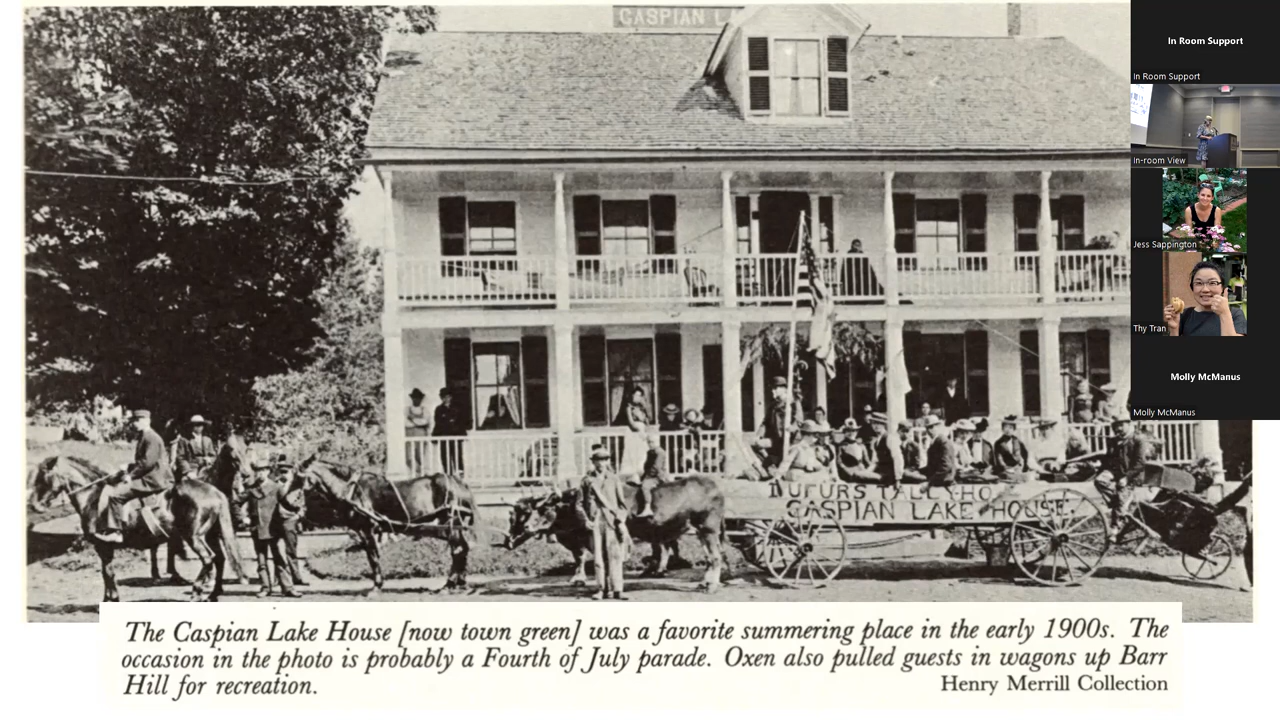 CASPIAN L
DUFURS TALLY-HO
CASPIAN LAKE HOUSE.
The Caspian Lake House [now town green] was a favorite summering place in the early 1900s. The
occasion in the photo is probably a Fourth of July parade. Oxen also pulled guests in wagons up Barr
Hill for recreation.
Henry Merrill Collection
In Room Support
In Room Support
In-room View
Jess Sappington
Thy Tran
Molly McManus
Molly McManus